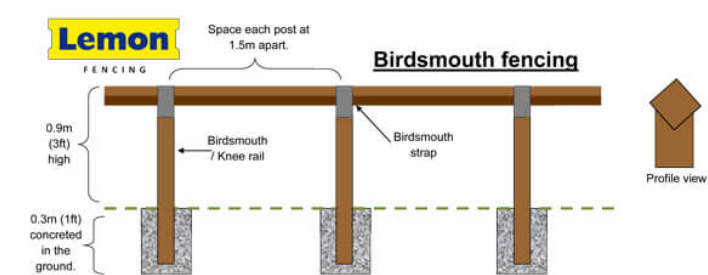 Lemon
FENCING
Space each post at
1.5m apart.
Birdsmouth fencing
0.9m
(3ft)
high
Birdsmouth
/ Knee rail
Birdsmouth
strap
Profile view
0.3m (1ft)
concreted
in the
ground.